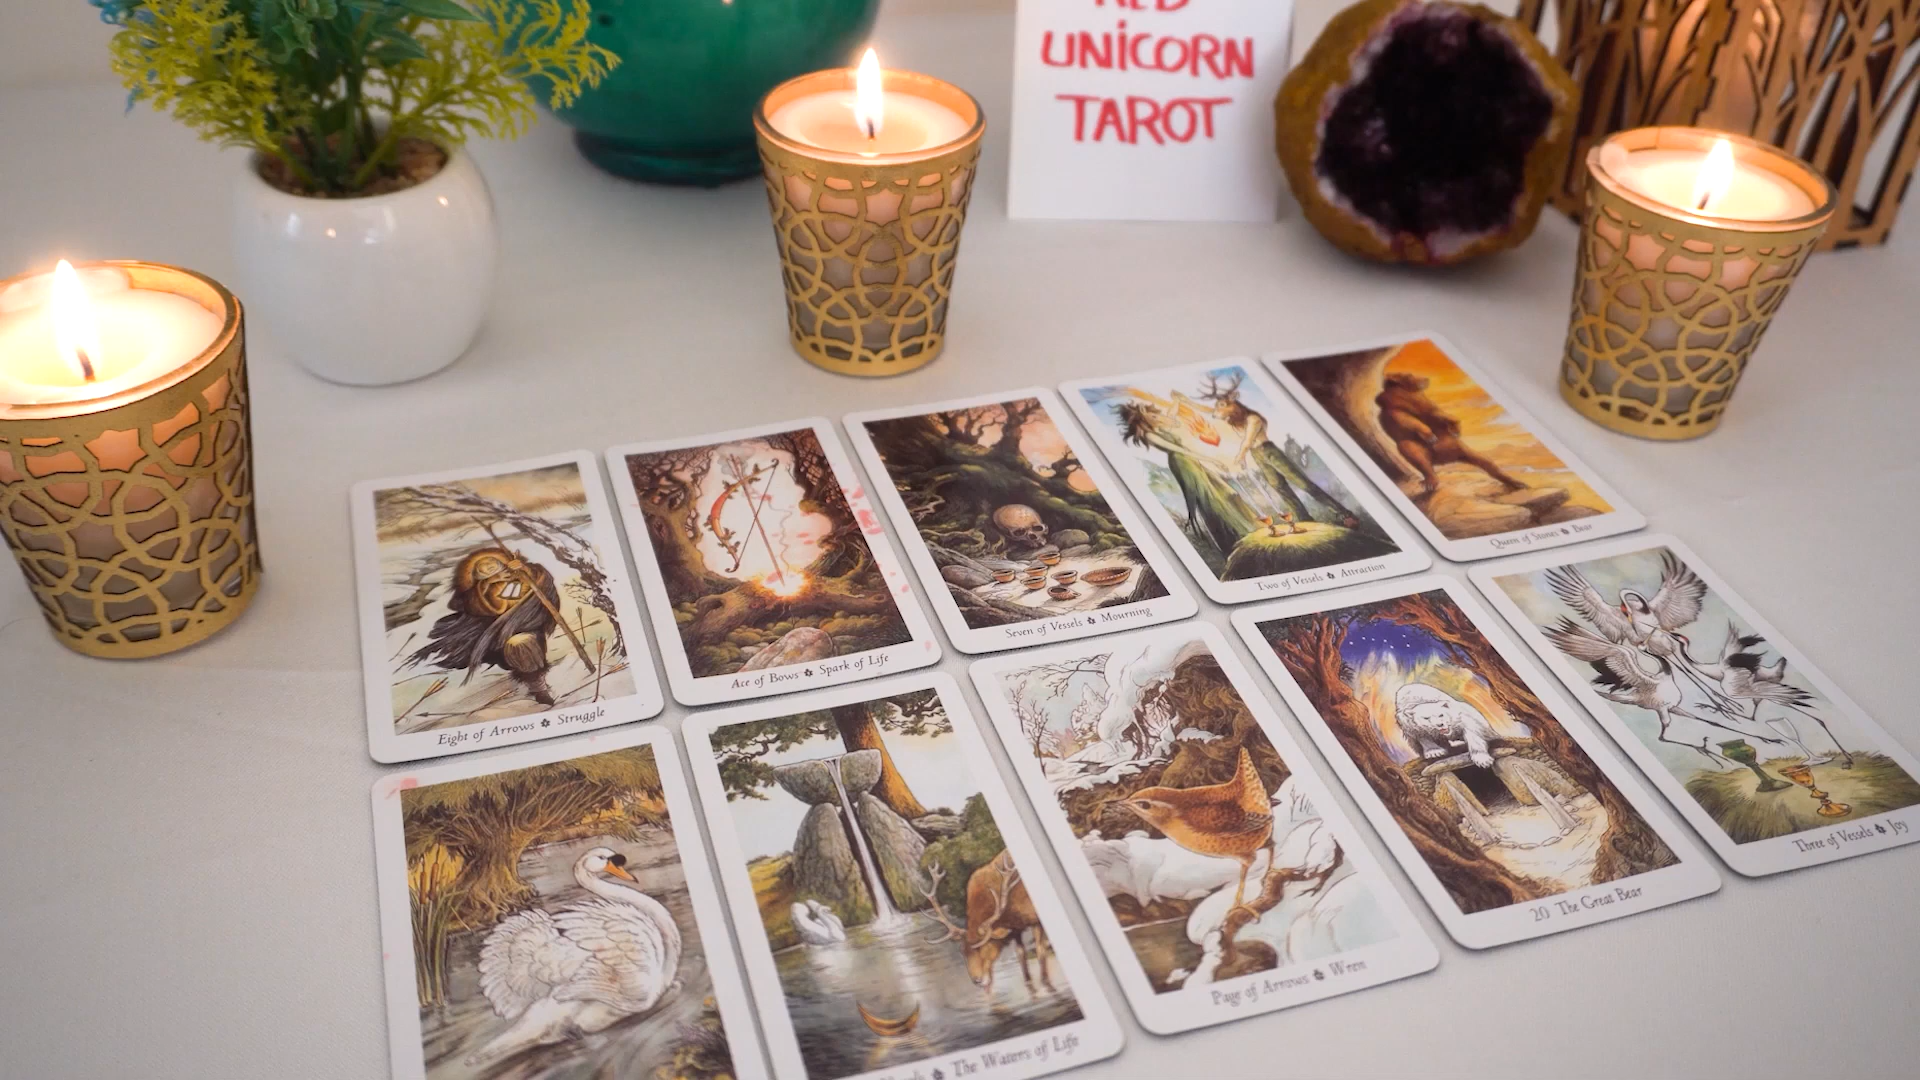 RED
UNICORN
TAROT
Eight of Arrows Struggle
Ace of Bows Spark of Life
Seven of Vessels Mourning
Two of Vessels Attraction
Queen of Stones Bear
The Waters of Life
Page of Arrows Wren
20 The Great Bear
Three of Vessels Joy